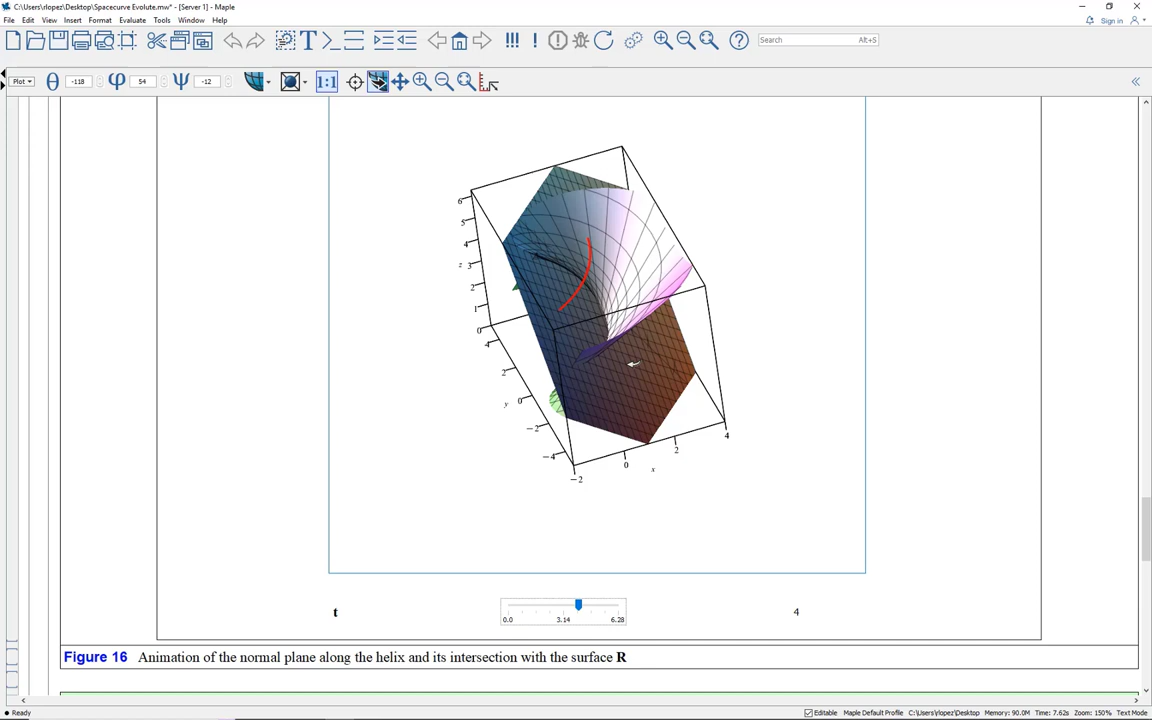 C:\Users\rlopez\Desktop\Spacecurve Evolute.mw* - [Server 1] - Maple
File Edit View Insert Format Evaluate Tools Window Help
Sign in
Search Alt+S
Plot θ -118 φ 54 ψ -12 1:1
6
5
4
z 3
2
1
0
4
2
y 0
−2
−4
−2
0
x
2
4
t
0.0 3.14 6.28
4
Figure 16 Animation of the normal plane along the helix and its intersection with the surface R
Ready Editable Maple Default Profile C:\Users\rlopez\Desktop Memory: 90.0M Time: 7.62s Zoom: 150% Text Mode